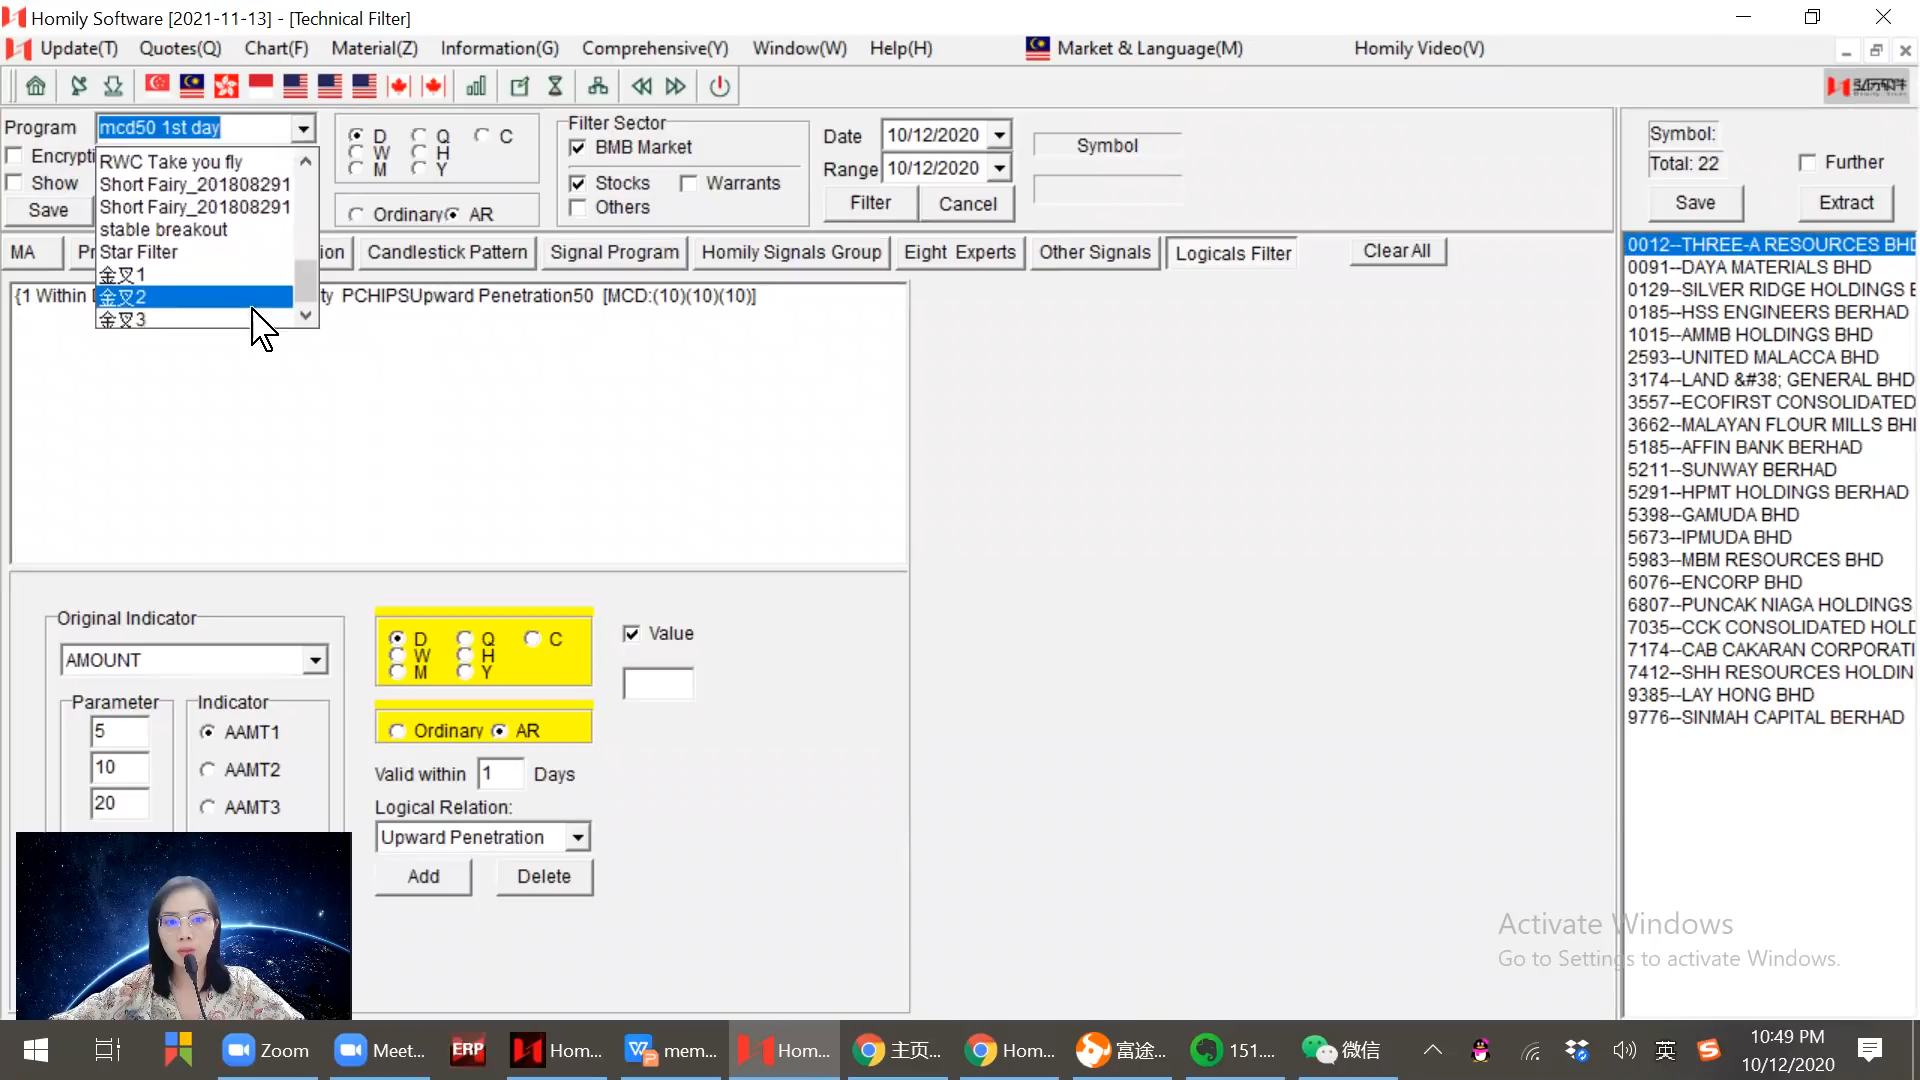 Homily Software [2021-11-13] - [Technical Filter]
Update(T) Quotes(Q) Chart(F) Material(Z) Information(G) Comprehensive(Y) Window(W) Help(H) Market & Language(M) Homily Video(V)
Program mcd50 1st day
Encrypti
Show
Save
RWC Take you fly
Short Fairy_201808291
Short Fairy_201808291
stable breakout
Star Filter
金叉1
金叉2
金叉3
D Q C
W H
M Y
Ordinary AR
Filter Sector
BMB Market
Stocks Warrants
Others
Date 10/12/2020
Range 10/12/2020
Filter Cancel
Symbol
Symbol:
Total: 22 Further
Save Extract
MA Pr ion Candlestick Pattern Signal Program Homily Signals Group Eight Experts Other Signals Logicals Filter Clear All
{1 Within ty PCHIPSUpward Penetration50 [MCD:(10)(10)(10)]
0012--THREE-A RESOURCES BHD
0091--DAYA MATERIALS BHD
0129--SILVER RIDGE HOLDINGS E
0185--HSS ENGINEERS BERHAD
1015--AMMB HOLDINGS BHD
2593--UNITED MALACCA BHD
3174--LAND &#38; GENERAL BHD
3557--ECOFIRST CONSOLIDATED
3662--MALAYAN FLOUR MILLS BHI
5185--AFFIN BANK BERHAD
5211--SUNWAY BERHAD
5291--HPMT HOLDINGS BERHAD
5398--GAMUDA BHD
5673--IPMUDA BHD
5983--MBM RESOURCES BHD
6076--ENCORP BHD
6807--PUNCAK NIAGA HOLDINGS
7035--CCK CONSOLIDATED HOLD
7174--CAB CAKARAN CORPORATI
7412--SHH RESOURCES HOLDIN
9385--LAY HONG BHD
9776--SINMAH CAPITAL BERHAD
Original Indicator
AMOUNT
Parameter
5
10
20
Indicator
AAMT1
AAMT2
AAMT3
D Q C
W H
M Y
Ordinary AR
Value
Valid within 1 Days
Logical Relation:
Upward Penetration
Add Delete
Activate Windows
Go to Settings to activate Windows.
Zoom Meet... ERP Hom... mem... Hom... 主页... Hom... 富途... 151.... 微信 英
10:49 PM
10/12/2020